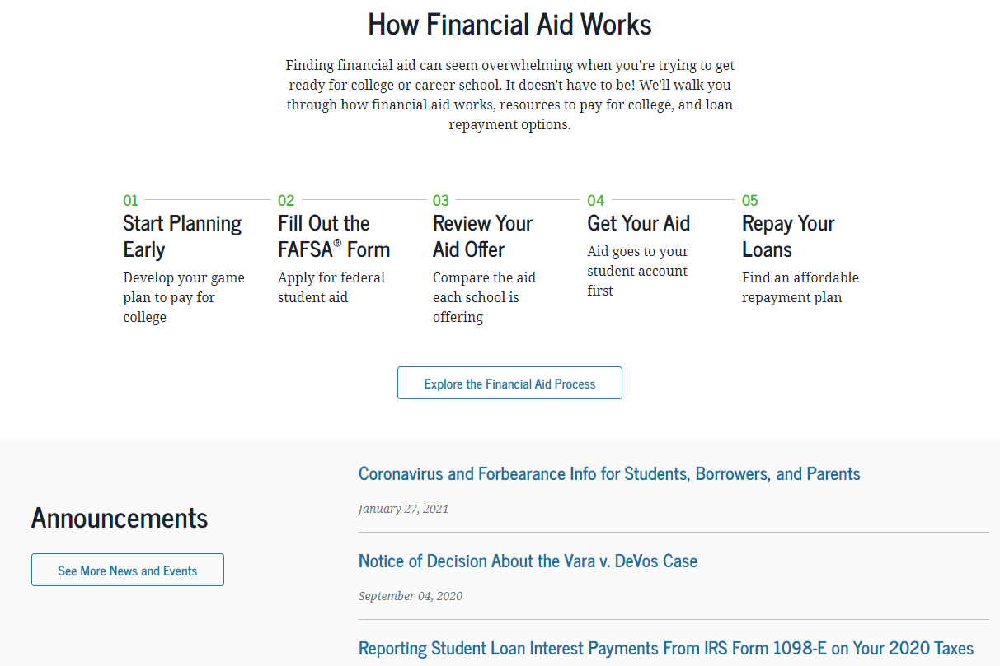 How Financial Aid Works
Finding financial aid can seem overwhelming when you're trying to get
ready for college or career school. It doesn't have to be! We'll walk you
through how financial aid works, resources to pay for college, and loan
repayment options.
01
Start Planning
Early
Develop your game
plan to pay for
college
02
Fill Out the
FAFSA® Form
Apply for federal
student aid
03
Review Your
Aid Offer
Compare the aid
each school is
offering
04
Get Your Aid
Aid goes to your
student account
first
05
Repay Your
Loans
Find an affordable
repayment plan
Explore the Financial Aid Process
Announcements
See More News and Events
Coronavirus and Forbearance Info for Students, Borrowers, and Parents
January 27, 2021
Notice of Decision About the Vara v. DeVos Case
September 04, 2020
Reporting Student Loan Interest Payments From IRS Form 1098-E on Your 2020 Taxes